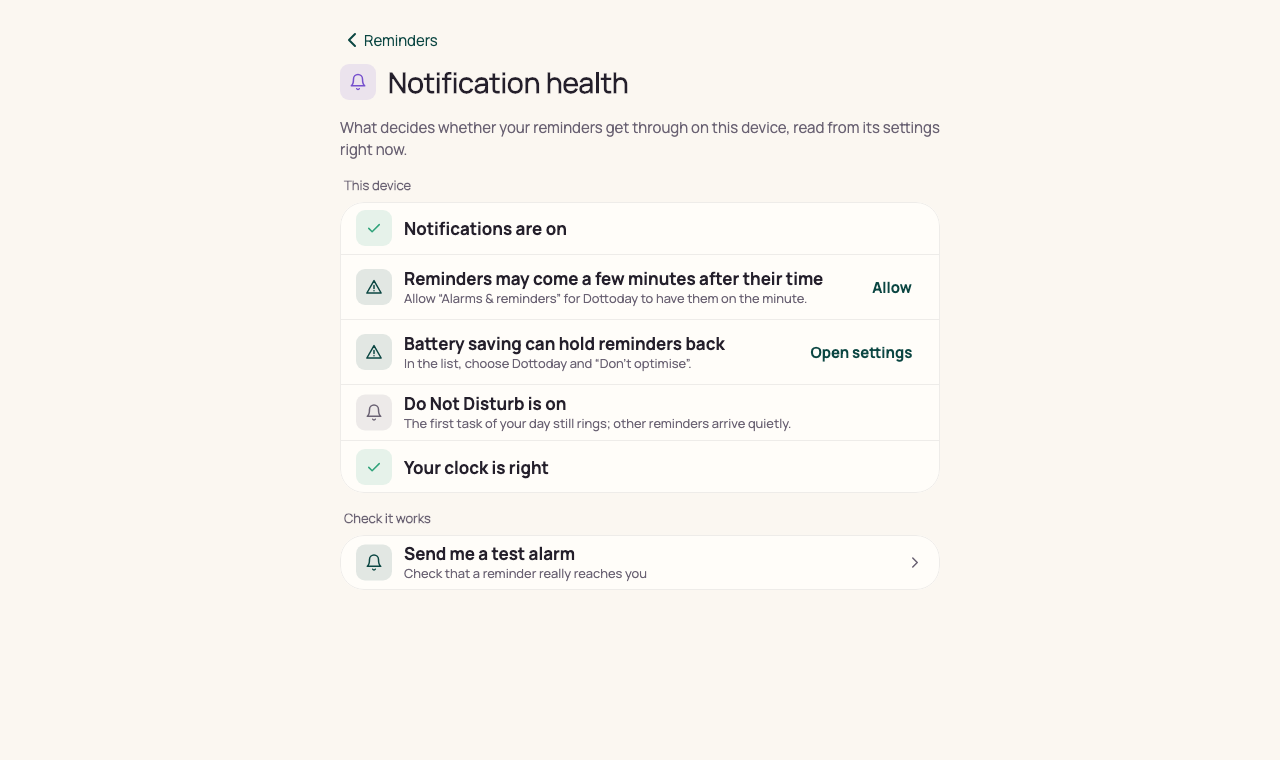 Reminders
Notification health
What decides whether your reminders get through on this device, read from its settings
right now.
This device
Notifications are on
Reminders may come a few minutes after their time
Allow “Alarms & reminders” for Dottoday to have them on the minute.
Allow
Battery saving can hold reminders back
In the list, choose Dottoday and “Don’t optimise”.
Open settings
Do Not Disturb is on
The first task of your day still rings; other reminders arrive quietly.
Your clock is right
Check it works
Send me a test alarm
Check that a reminder really reaches you